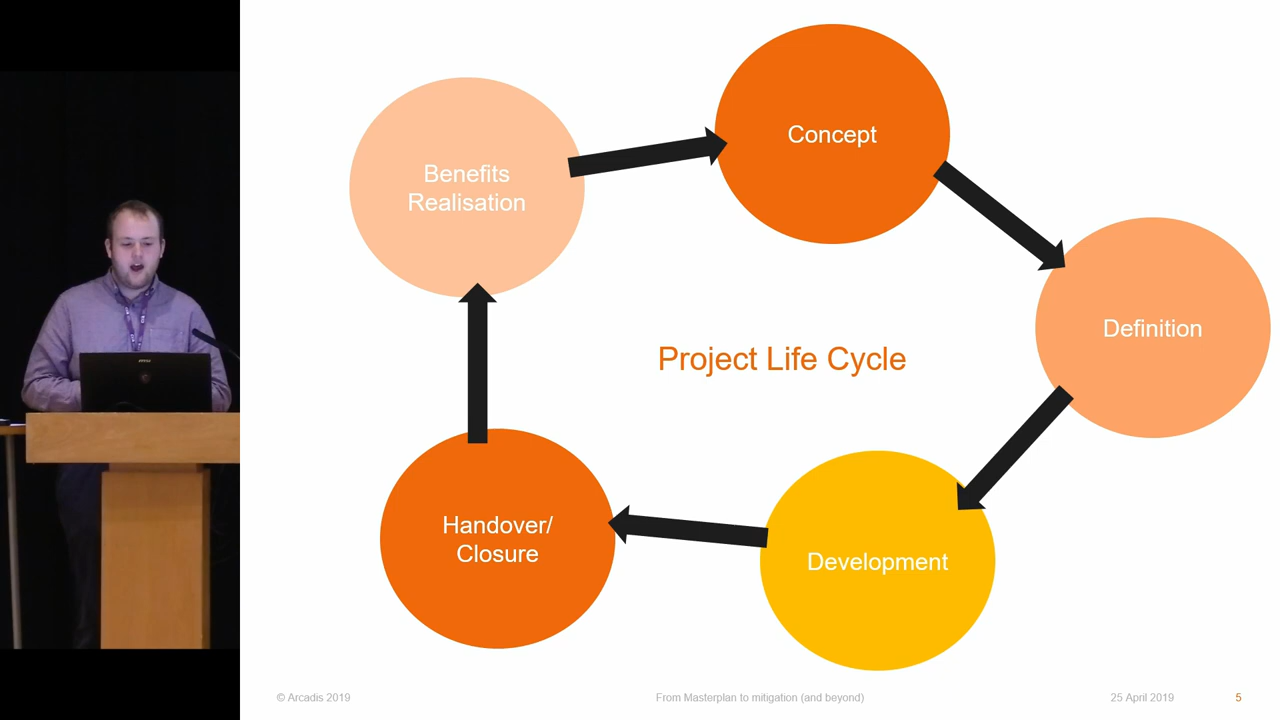 Concept
Benefits
Realisation
Definition
Project Life Cycle
Handover/
Closure
Development
© Arcadis 2019
From Masterplan to mitigation (and beyond)
25 April 2019
5